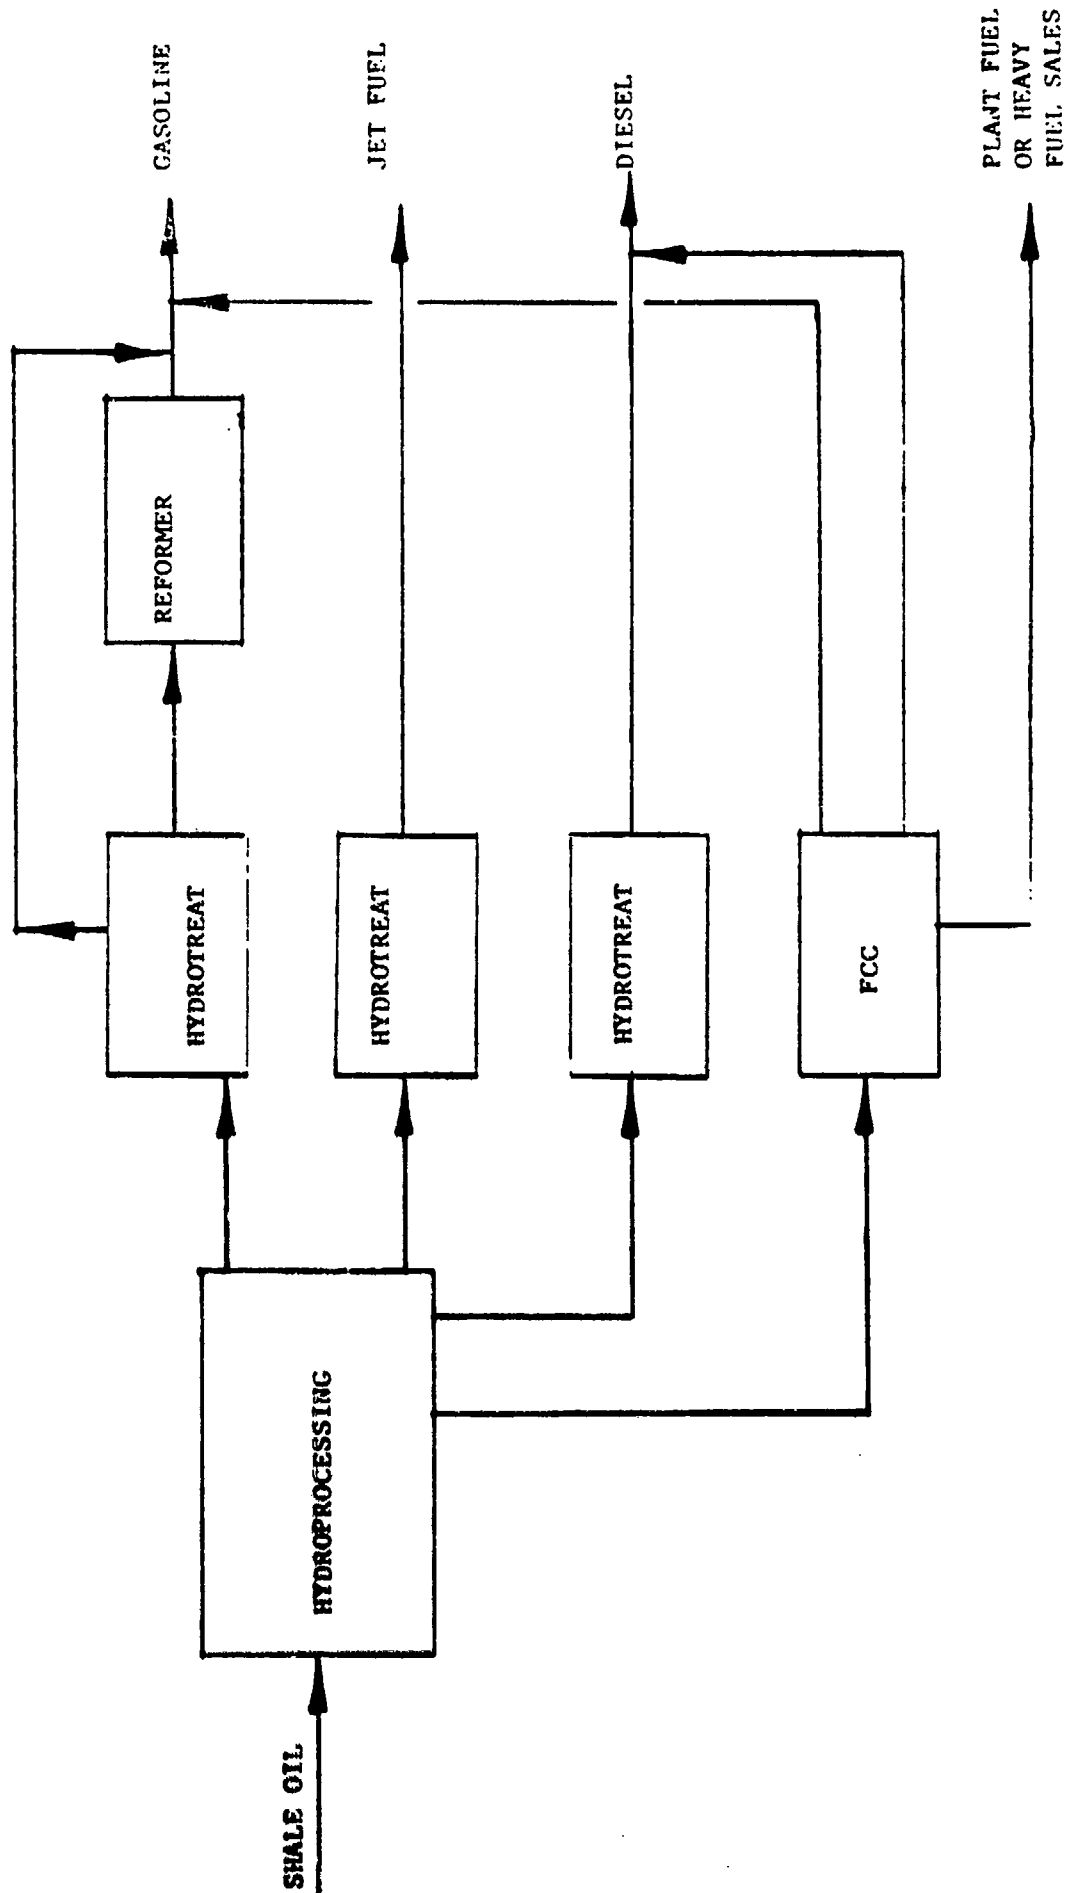 SHALE OIL
HYDROPROCESSING
HYDROTREAT
REFORMER
GASOLINE
HYDROTREAT
JET FUEL
HYDROTREAT
DIESEL
FCC
PLANT FUEL
OR HEAVY
FUEL SALES